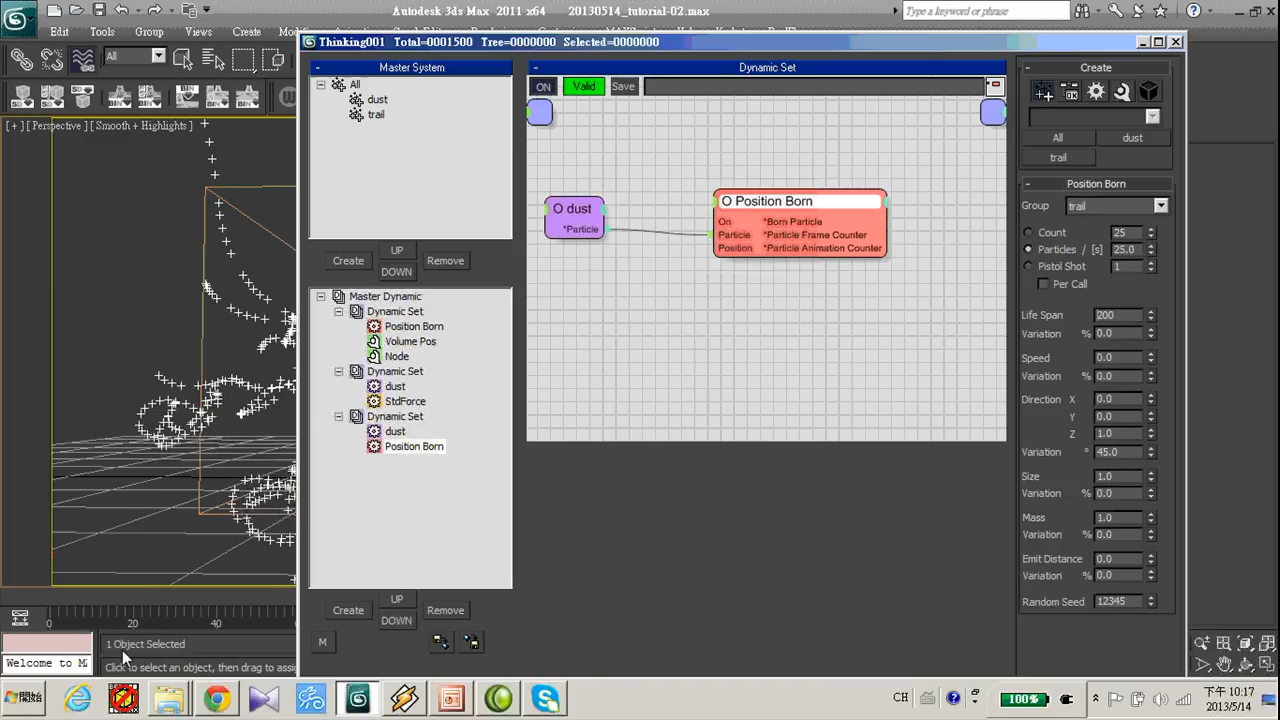 Autodesk 3ds Max 2011 x64    20130514_tutorial-02.max
Type a keyword or phrase
All
Thinking001  Total=0001500  Tree=0000000  Selected=0000000
Master System
All
dust
trail
UP
Create
Remove
DOWN
Master Dynamic
Dynamic Set
Position Born
Volume Pos
Node
Dynamic Set
dust
StdForce
Dynamic Set
dust
Position Born
UP
Create
Remove
DOWN
M
Dynamic Set
ON
Valid
Save
O dust
*Particle
O Position Born
On *Born Particle
Particle *Particle Frame Counter
Position *Particle Animation Counter
Create
All
dust
trail
Position Born
Group trail
Count 25
Particles / [s] 25.0
Pistol Shot 1
Per Call
Life Span: 200
Variation % 0.0
Speed: 0.0
Variation % 0.0
Direction X 0.0
Y 0.0
Z 1.0
Variation ° 45.0
Size 1.0
Variation % 0.0
Mass 1.0
Variation % 0.0
Emit Distance 0.0
Variation % 0.0
Random Seed 12345
[ + ] [ Perspective ] [ Smooth + Highlights ]
0 20 40
1 Object Selected
Welcome to M
Click to select an object, then drag to assig
開始
CH
100%
下午 10:17
2013/5/14